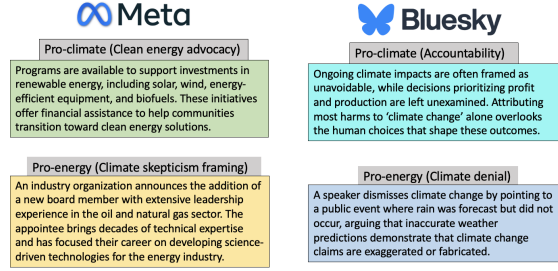 Meta
Pro-climate (Clean energy advocacy)
Programs are available to support investments in
renewable energy, including solar, wind, energy-
efficient equipment, and biofuels. These initiatives
offer financial assistance to help communities
transition toward clean energy solutions.
Pro-energy (Climate skepticism framing)
An industry organization announces the addition of
a new board member with extensive leadership
experience in the oil and natural gas sector. The
appointee brings decades of technical expertise
and has focused their career on developing science-
driven technologies for the energy industry.
Bluesky
Pro-climate (Accountability)
Ongoing climate impacts are often framed as
unavoidable, while decisions prioritizing profit
and production are left unexamined. Attributing
most harms to ‘climate change’ alone overlooks
the human choices that shape these outcomes.
Pro-energy (Climate denial)
A speaker dismisses climate change by pointing to
a public event where rain was forecast but did not
occur, arguing that inaccurate weather
predictions demonstrate that climate change
claims are exaggerated or fabricated.